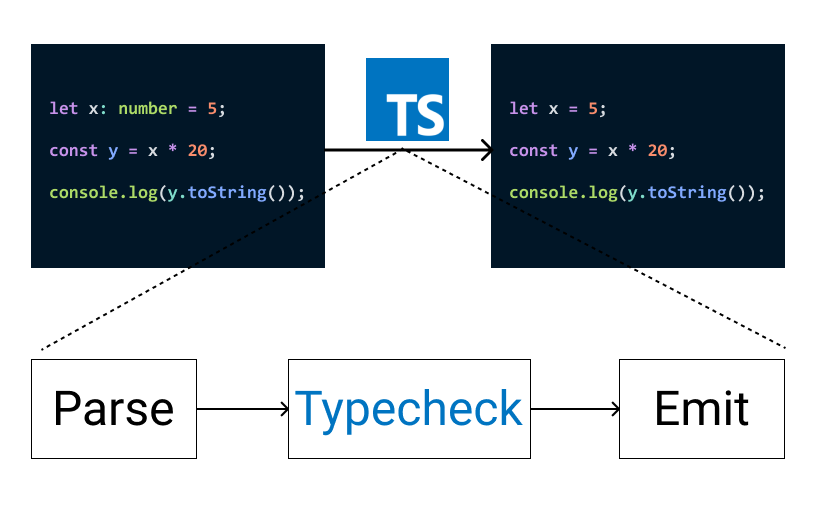 let x: number = 5;
const y = x * 20;
console.log(y.toString());
TS
let x = 5;
const y = x * 20;
console.log(y.toString());
Parse
Typecheck
Emit